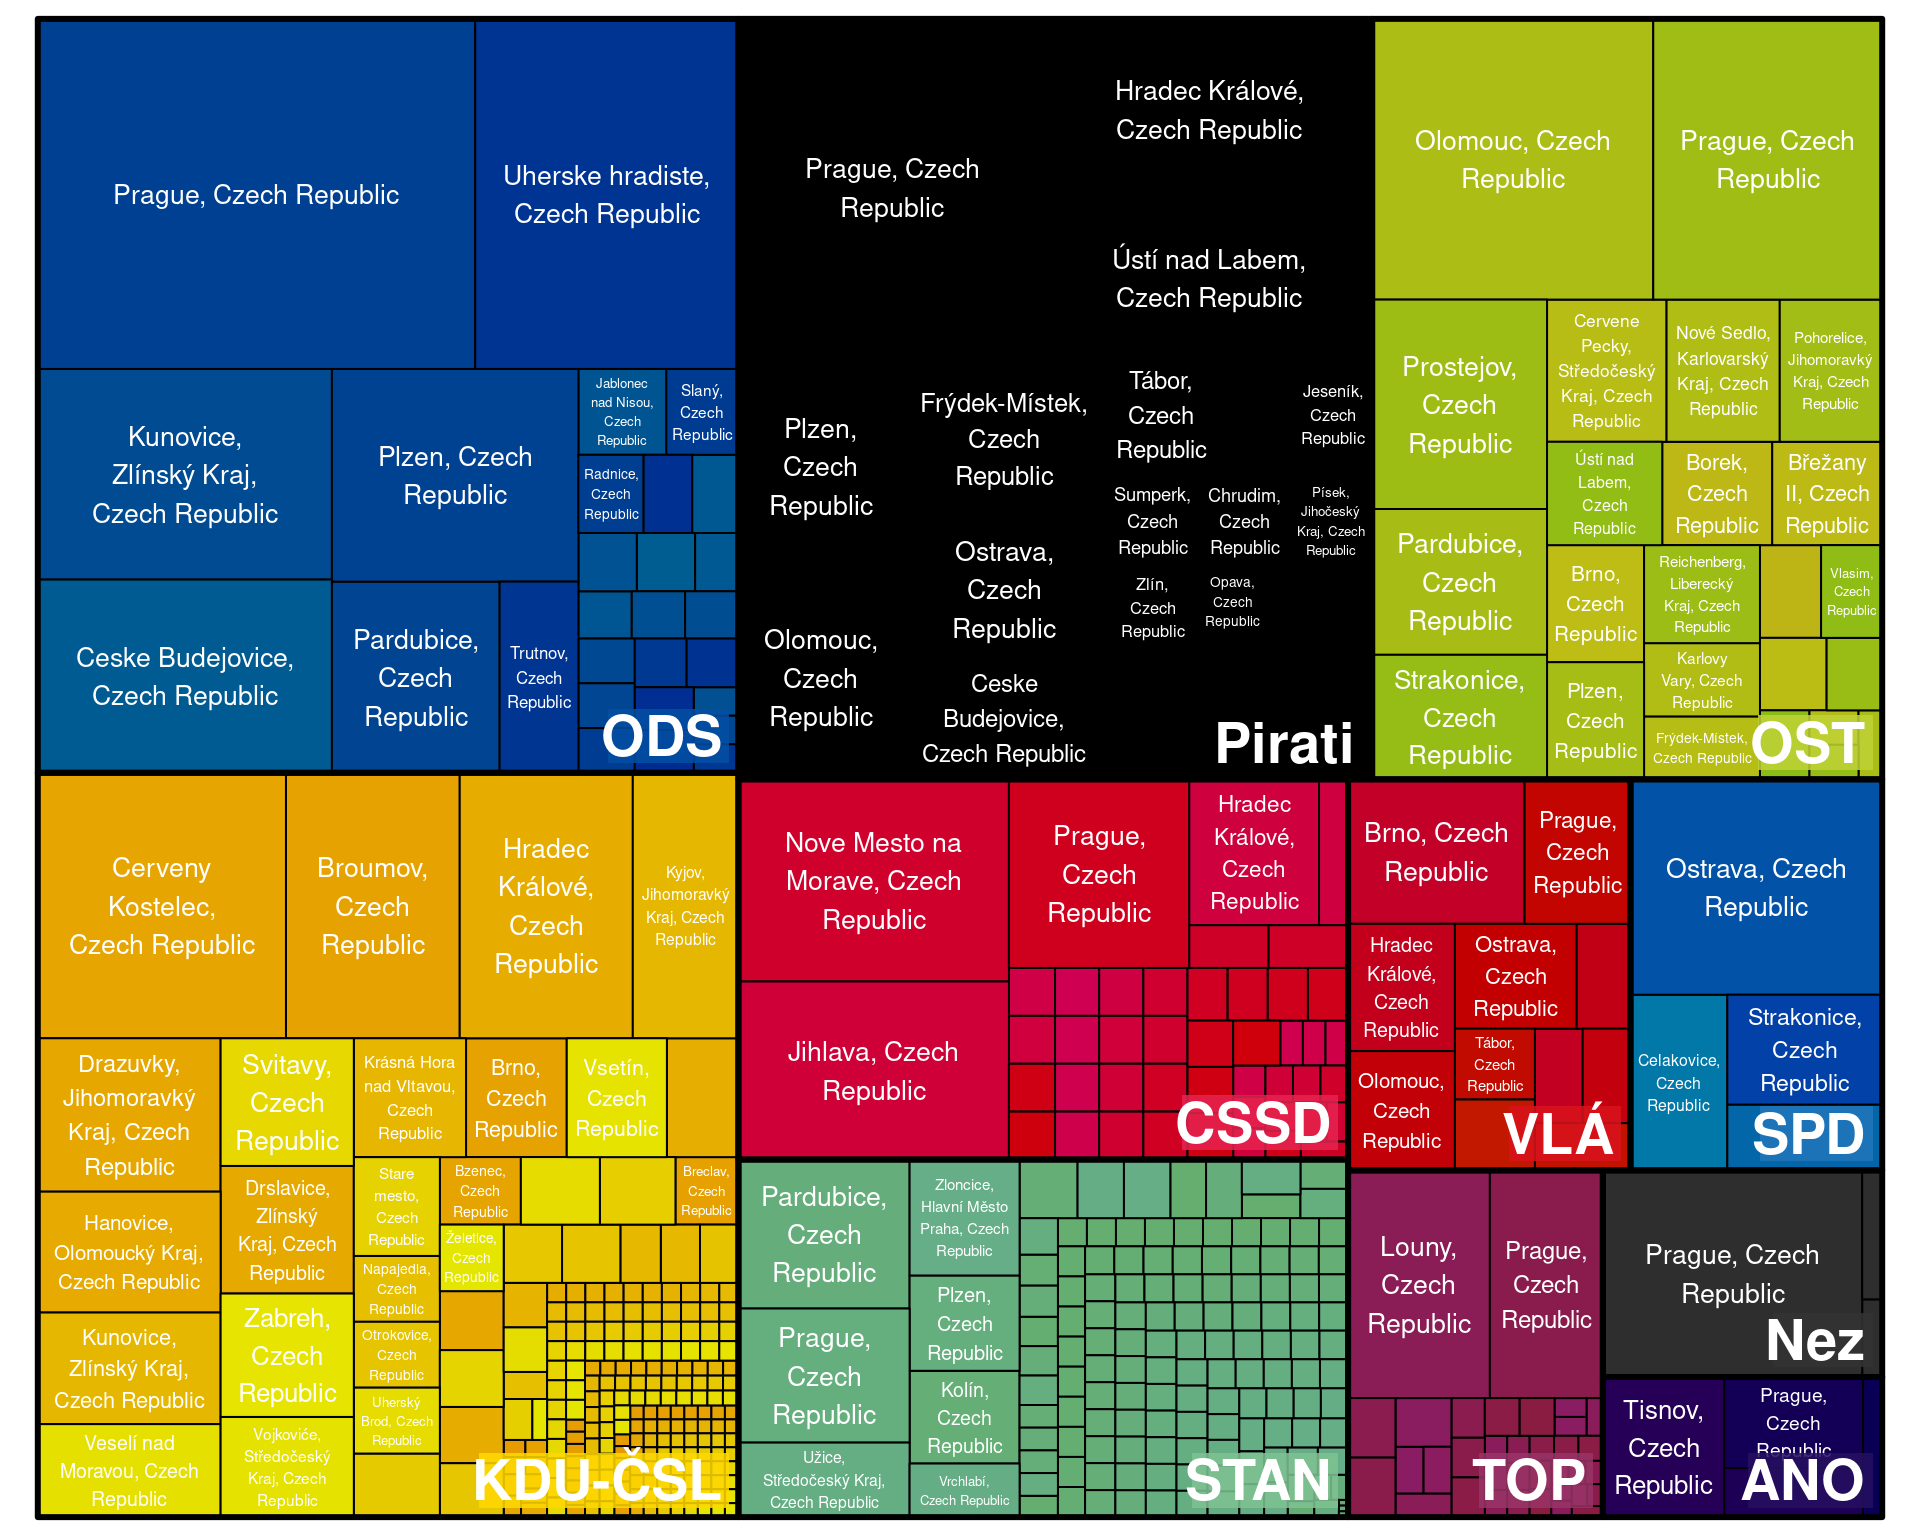 Prague, Czech Republic
Uherske hradiste,
Czech Republic
Kunovice,
Zlínský Kraj,
Czech Republic
Plzen, Czech
Republic
Jablonec
nad Nisou,
Czech
Republic
Slaný,
Czech
Republic
Radnice,
Czech
Republic
Ceske Budejovice,
Czech Republic
Pardubice,
Czech
Republic
Trutnov,
Czech
Republic
ODS
Prague, Czech
Republic
Hradec Králové,
Czech Republic
Ústí nad Labem,
Czech Republic
Plzen,
Czech
Republic
Frýdek-Místek,
Czech
Republic
Tábor,
Czech
Republic
Jeseník,
Czech
Republic
Sumperk,
Czech
Republic
Chrudim,
Czech
Republic
Písek,
Jihočeský
Kraj, Czech
Republic
Ostrava,
Czech
Republic
Zlín,
Czech
Republic
Opava,
Czech
Republic
Olomouc,
Czech
Republic
Ceske
Budejovice,
Czech Republic
Pirati
Olomouc, Czech
Republic
Prague, Czech
Republic
Prostejov,
Czech
Republic
Cervene
Pecky,
Středočeský
Kraj, Czech
Republic
Nové Sedlo,
Karlovarský
Kraj, Czech
Republic
Pohorelice,
Jihomoravký
Kraj, Czech
Republic
Ústí nad
Labem,
Czech
Republic
Borek,
Czech
Republic
Břežany
II, Czech
Republic
Pardubice,
Czech
Republic
Brno,
Czech
Republic
Reichenberg,
Liberecký
Kraj, Czech
Republic
Vlasim,
Czech
Republic
Strakonice,
Czech
Republic
Plzen,
Czech
Republic
Karlovy
Vary, Czech
Republic
Frýdek-Místek,
Czech Republic
OST
Cerveny
Kostelec,
Czech Republic
Broumov,
Czech
Republic
Hradec
Králové,
Czech
Republic
Kyjov,
Jihomoravký
Kraj, Czech
Republic
Drazuvky,
Jihomoravký
Kraj, Czech
Republic
Svitavy,
Czech
Republic
Krásná Hora
nad Vltavou,
Czech
Republic
Brno,
Czech
Republic
Vsetín,
Czech
Republic
Hanovice,
Olomoucký Kraj,
Czech Republic
Drslavice,
Zlínský
Kraj, Czech
Republic
Stare
mesto,
Czech
Republic
Bzenec,
Czech
Republic
Breclav,
Czech
Republic
Želetice,
Czech
Republic
Napajedla,
Czech
Republic
Kunovice,
Zlínský Kraj,
Czech Republic
Zabreh,
Czech
Republic
Otrokovice,
Czech
Republic
Uherský
Brod, Czech
Republic
Veselí nad
Moravou, Czech
Republic
Vojkoviće,
Středočeský
Kraj, Czech
Republic
KDU-ČSL
Nove Mesto na
Morave, Czech
Republic
Prague,
Czech
Republic
Hradec
Králové,
Czech
Republic
Jihlava, Czech
Republic
CSSD
Brno, Czech
Republic
Prague,
Czech
Republic
Hradec
Králové,
Czech
Republic
Ostrava,
Czech
Republic
Tábor,
Czech
Republic
Olomouc,
Czech
Republic
VLÁ
Ostrava, Czech
Republic
Celakovice,
Czech
Republic
Strakonice,
Czech
Republic
SPD
Pardubice,
Czech
Republic
Zloncice,
Hlavní Město
Praha, Czech
Republic
Prague,
Czech
Republic
Plzen,
Czech
Republic
Kolín,
Czech
Republic
Užice,
Středočeský Kraj,
Czech Republic
Vrchlabí,
Czech Republic
STAN
Louny,
Czech
Republic
Prague,
Czech
Republic
TOP
Prague, Czech
Republic
Nez
Tisnov,
Czech
Republic
Prague,
Czech
Republic
ANO